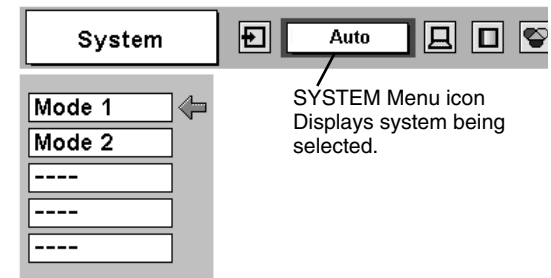 System
Auto
SYSTEM Menu icon
Displays system being
selected.
Mode 1
Mode 2
----
----
----